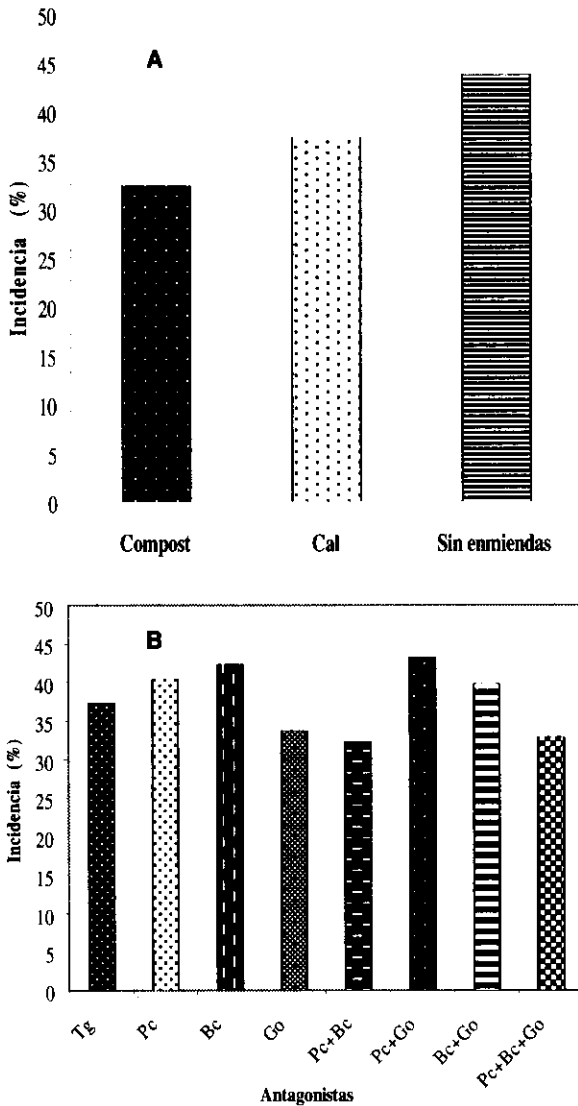 50
45
40
35
30
25
20
15
10
5
0
Incidencia (%)
A
Compost
Cal
Sin enmiendas
50
45
40
35
30
25
20
15
10
5
0
Incidencia (%)
B
Tg
Pc
Bc
Go
Pc+Bc
Pc+Go
Bc+Go
Pc+Bc+Go
Antagonistas